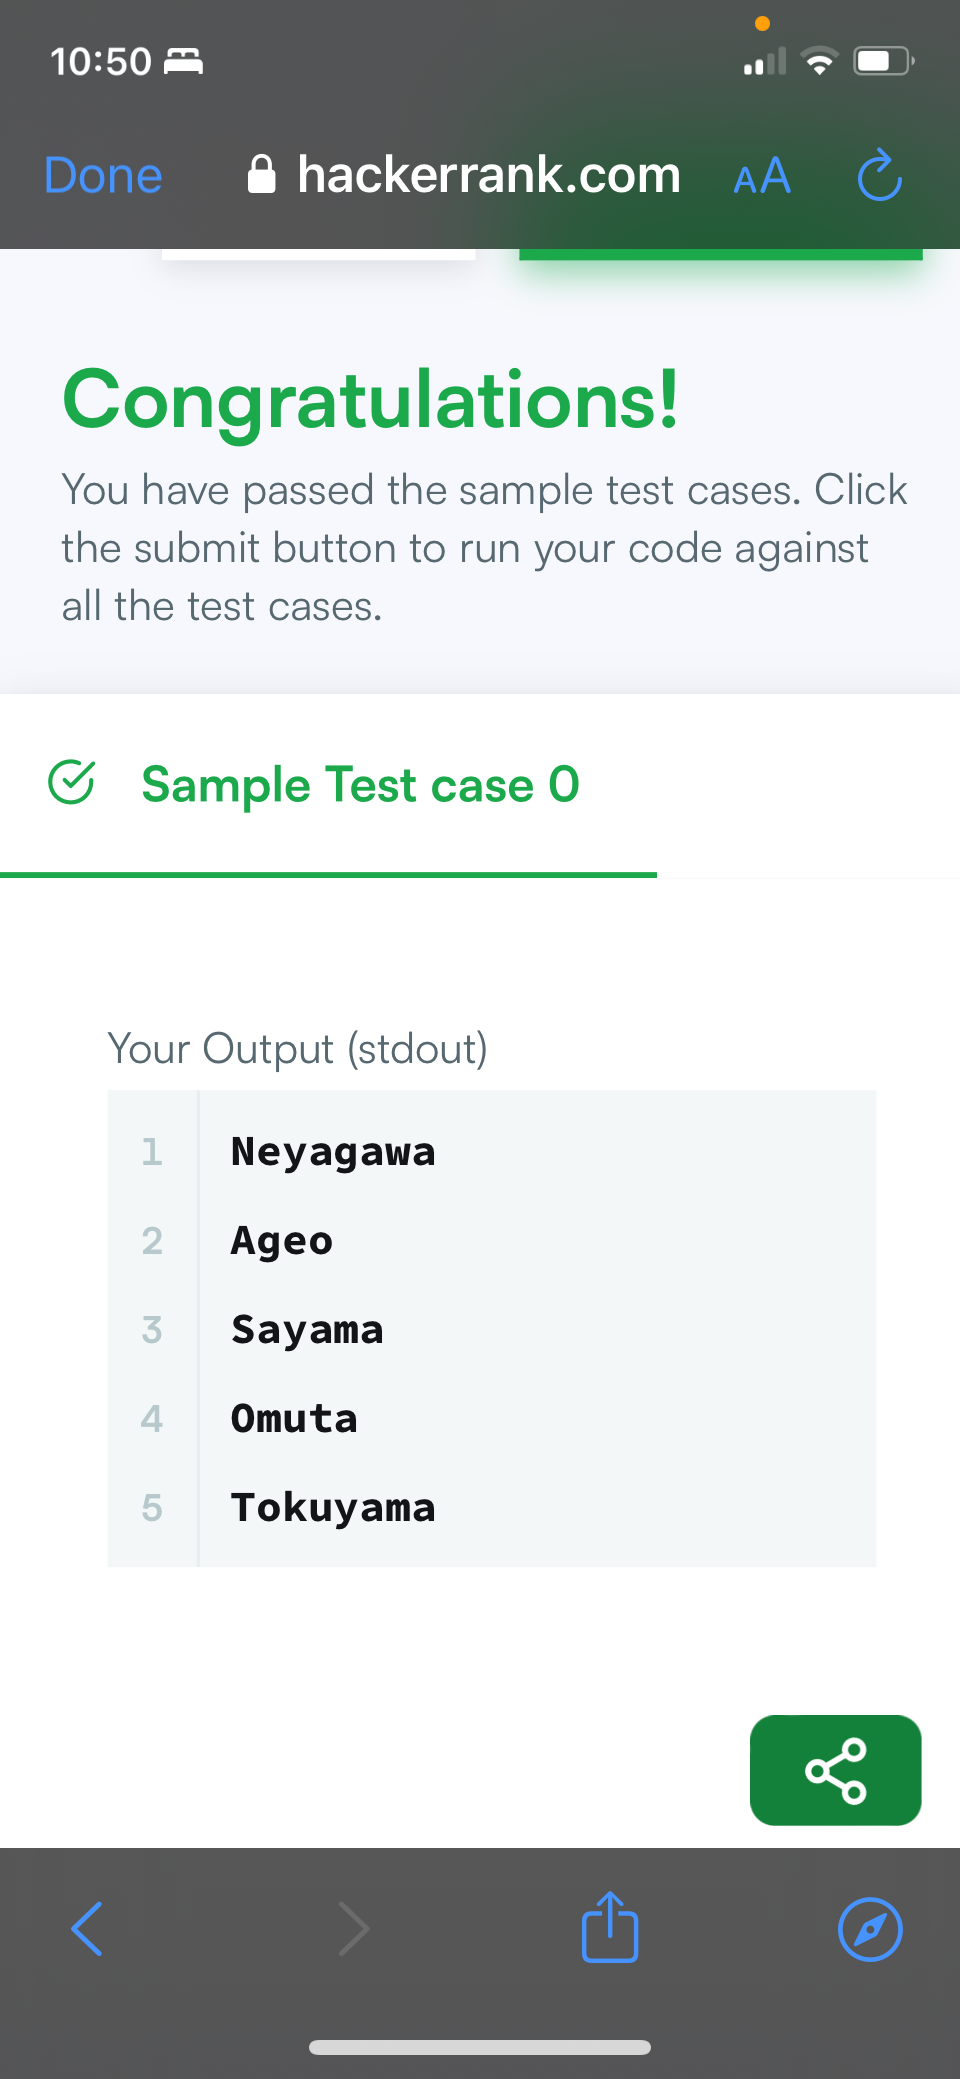 10:50
Done hackerrank.com AA
Congratulations!
You have passed the sample test cases. Click
the submit button to run your code against
all the test cases.
Sample Test case 0
Your Output (stdout)
1 Neyagawa
2 Ageo
3 Sayama
4 Omuta
5 Tokuyama